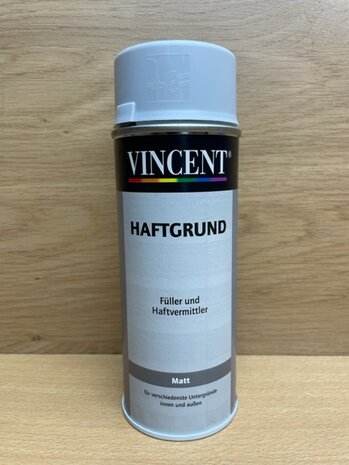 VINCENT®
HAFTGRUND
Füller und
Haftvermittler
Matt
für verschiedenste Untergründe
innen und außen